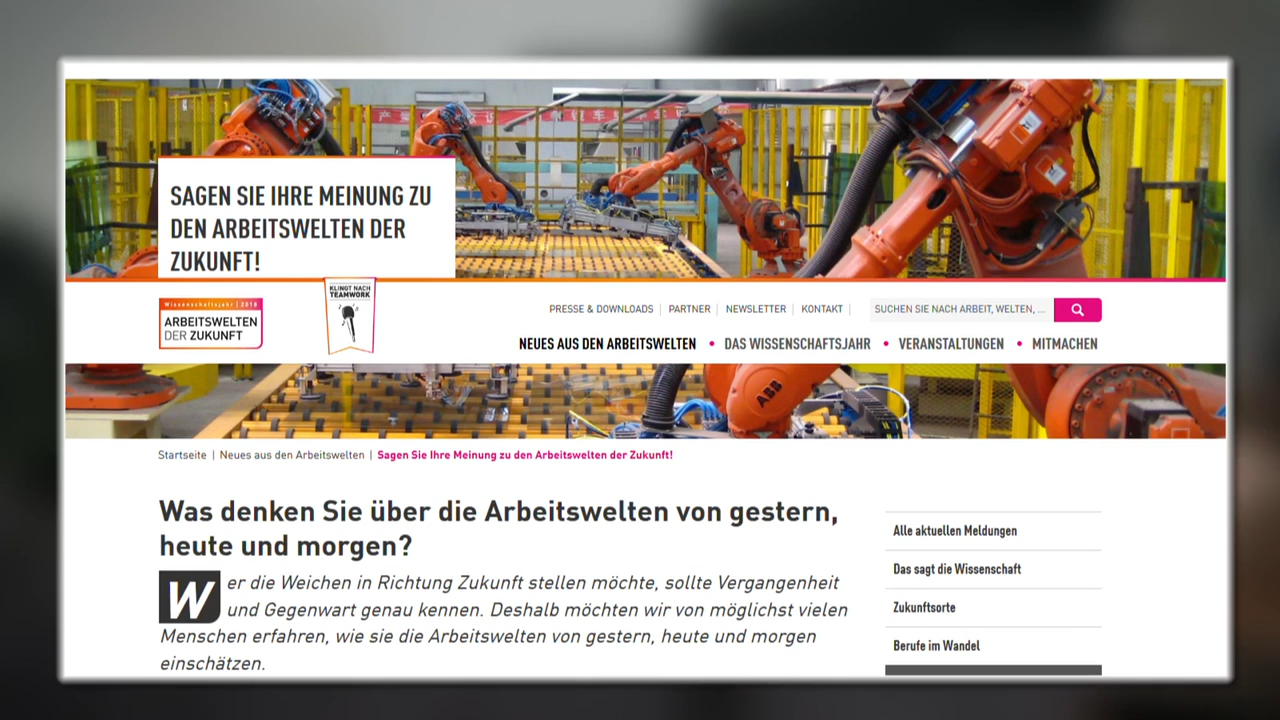 SAGEN SIE IHRE MEINUNG ZU
DEN ARBEITSWELTEN DER
ZUKUNFT!
Wissenschaftsjahr | 2018
ARBEITSWELTEN
DER ZUKUNFT
KLINGT NACH
TEAMWORK
PRESSE & DOWNLOADS | PARTNER | NEWSLETTER | KONTAKT |
SUCHEN SIE NACH ARBEIT, WELTEN, ...
NEUES AUS DEN ARBEITSWELTEN • DAS WISSENSCHAFTSJAHR • VERANSTALTUNGEN • MITMACHEN
ABB
Startseite | Neues aus den Arbeitswelten | Sagen Sie Ihre Meinung zu den Arbeitswelten der Zukunft!
Was denken Sie über die Arbeitswelten von gestern,
heute und morgen?
Wer die Weichen in Richtung Zukunft stellen möchte, sollte Vergangenheit
und Gegenwart genau kennen. Deshalb möchten wir von möglichst vielen
Menschen erfahren, wie sie die Arbeitswelten von gestern, heute und morgen
einschätzen.
Alle aktuellen Meldungen
Das sagt die Wissenschaft
Zukunftsorte
Berufe im Wandel